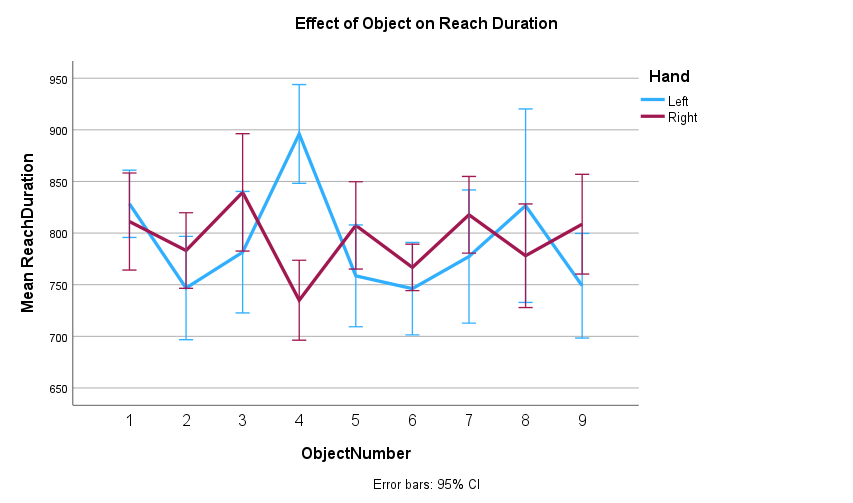 Effect of Object on Reach Duration
Hand
Left
Right
Mean ReachDuration
950
900
850
800
750
700
650
1 2 3 4 5 6 7 8 9
ObjectNumber
Error bars: 95% CI